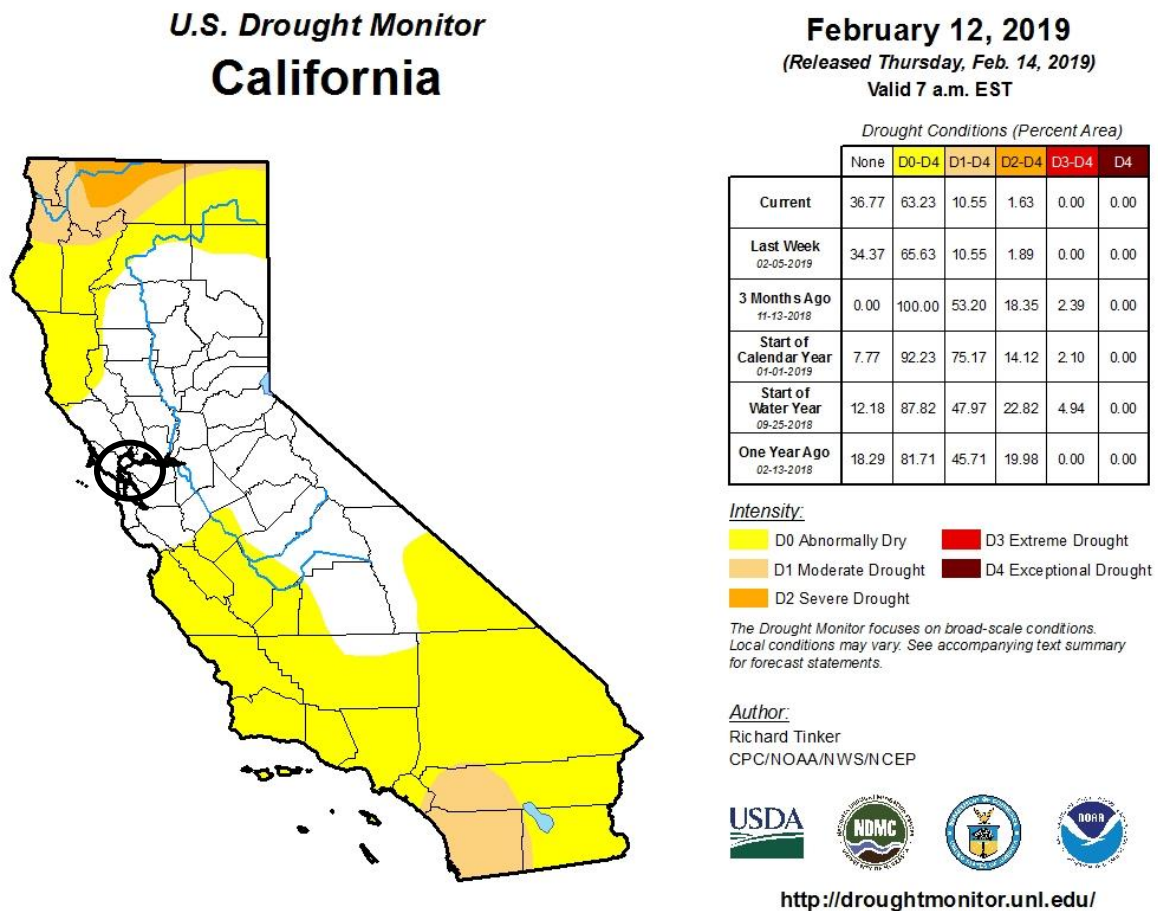 U.S. Drought Monitor
California
February 12, 2019
(Released Thursday, Feb. 14, 2019)
Valid 7 a.m. EST
Drought Conditions (Percent Area)
None D0-D4 D1-D4 D2-D4 D3-D4 D4
Current 36.77 63.23 10.55 1.63 0.00 0.00
Last Week
02-05-2019 34.37 65.63 10.55 1.89 0.00 0.00
3 Months Ago
11-13-2018 0.00 100.00 53.20 18.35 2.39 0.00
Start of
Calendar Year
01-01-2019 7.77 92.23 75.17 14.12 2.10 0.00
Start of
Water Year
09-25-2018 12.18 87.82 47.97 22.82 4.94 0.00
One Year Ago
02-13-2018 18.29 81.71 45.71 19.98 0.00 0.00
Intensity:
D0 Abnormally Dry
D1 Moderate Drought
D2 Severe Drought
D3 Extreme Drought
D4 Exceptional Drought
The Drought Monitor focuses on broad-scale conditions.
Local conditions may vary. See accompanying text summary
for forecast statements.
Author:
Richard Tinker
CPC/NOAA/NWS/NCEP
USDA
NDMC
NOAA
http://droughtmonitor.unl.edu/